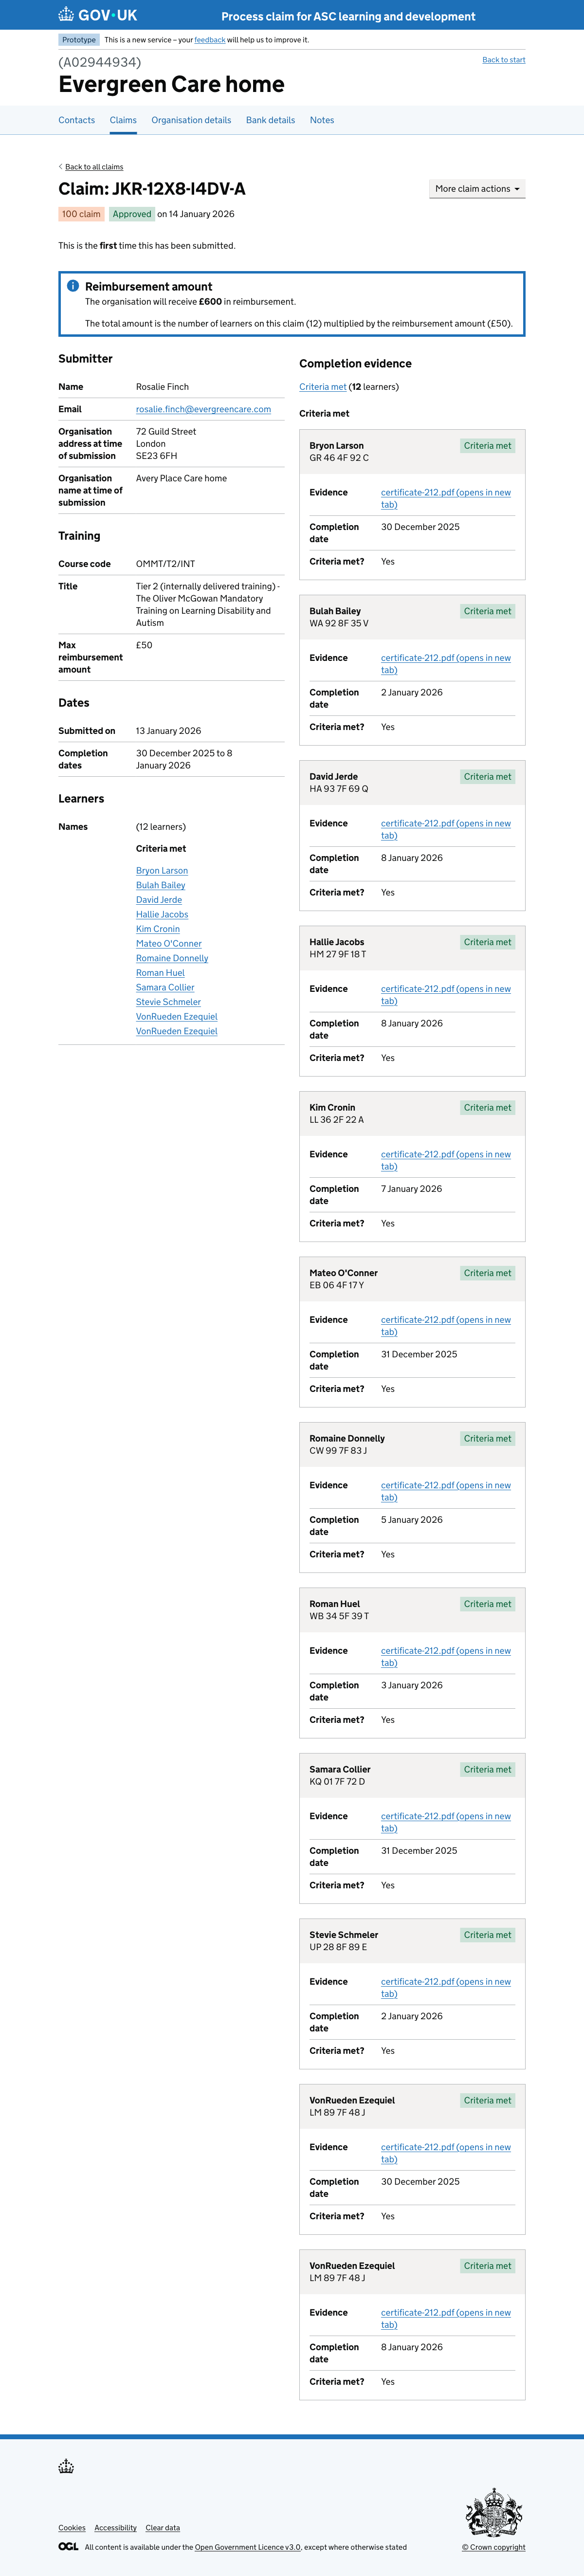 GOV.UK
Process claim for ASC learning and development
Prototype
This is a new service – your feedback will help us to improve it.
(A02944934)
Back to start
Evergreen Care home
Contacts
Claims
Organisation details
Bank details
Notes
Back to all claims
Claim: JKR-12X8-I4DV-A
More claim actions
100 claim
Approved
on 14 January 2026
This is the first time this has been submitted.
Reimbursement amount
The organisation will receive £600 in reimbursement.
The total amount is the number of learners on this claim (12) multiplied by the reimbursement amount (£50).
Submitter
Name
Rosalie Finch
Email
rosalie.finch@evergreencare.com
Organisation
address at time
of submission
72 Guild Street
London
SE23 6FH
Organisation
name at time of
submission
Avery Place Care home
Training
Course code
OMMT/T2/INT
Title
Tier 2 (internally delivered training) -
The Oliver McGowan Mandatory
Training on Learning Disability and
Autism
Max
reimbursement
amount
£50
Dates
Submitted on
13 January 2026
Completion
dates
30 December 2025 to 8
January 2026
Learners
Names
(12 learners)
Criteria met
Bryon Larson
Bulah Bailey
David Jerde
Hallie Jacobs
Kim Cronin
Mateo O'Conner
Romaine Donnelly
Roman Huel
Samara Collier
Stevie Schmeler
VonRueden Ezequiel
VonRueden Ezequiel
Completion evidence
Criteria met (12 learners)
Criteria met
Bryon Larson
GR 46 4F 92 C
Criteria met
Evidence
certificate-212.pdf (opens in new
tab)
Completion
date
30 December 2025
Criteria met?
Yes
Bulah Bailey
WA 92 8F 35 V
Criteria met
Evidence
certificate-212.pdf (opens in new
tab)
Completion
date
2 January 2026
Criteria met?
Yes
David Jerde
HA 93 7F 69 Q
Criteria met
Evidence
certificate-212.pdf (opens in new
tab)
Completion
date
8 January 2026
Criteria met?
Yes
Hallie Jacobs
HM 27 9F 18 T
Criteria met
Evidence
certificate-212.pdf (opens in new
tab)
Completion
date
8 January 2026
Criteria met?
Yes
Kim Cronin
LL 36 2F 22 A
Criteria met
Evidence
certificate-212.pdf (opens in new
tab)
Completion
date
7 January 2026
Criteria met?
Yes
Mateo O'Conner
EB 06 4F 17 Y
Criteria met
Evidence
certificate-212.pdf (opens in new
tab)
Completion
date
31 December 2025
Criteria met?
Yes
Romaine Donnelly
CW 99 7F 83 J
Criteria met
Evidence
certificate-212.pdf (opens in new
tab)
Completion
date
5 January 2026
Criteria met?
Yes
Roman Huel
WB 34 5F 39 T
Criteria met
Evidence
certificate-212.pdf (opens in new
tab)
Completion
date
3 January 2026
Criteria met?
Yes
Samara Collier
KQ 01 7F 72 D
Criteria met
Evidence
certificate-212.pdf (opens in new
tab)
Completion
date
31 December 2025
Criteria met?
Yes
Stevie Schmeler
UP 28 8F 89 E
Criteria met
Evidence
certificate-212.pdf (opens in new
tab)
Completion
date
2 January 2026
Criteria met?
Yes
VonRueden Ezequiel
LM 89 7F 48 J
Criteria met
Evidence
certificate-212.pdf (opens in new
tab)
Completion
date
30 December 2025
Criteria met?
Yes
VonRueden Ezequiel
LM 89 7F 48 J
Criteria met
Evidence
certificate-212.pdf (opens in new
tab)
Completion
date
8 January 2026
Criteria met?
Yes
Cookies
Accessibility
Clear data
OGL
All content is available under the Open Government Licence v3.0, except where otherwise stated
© Crown copyright